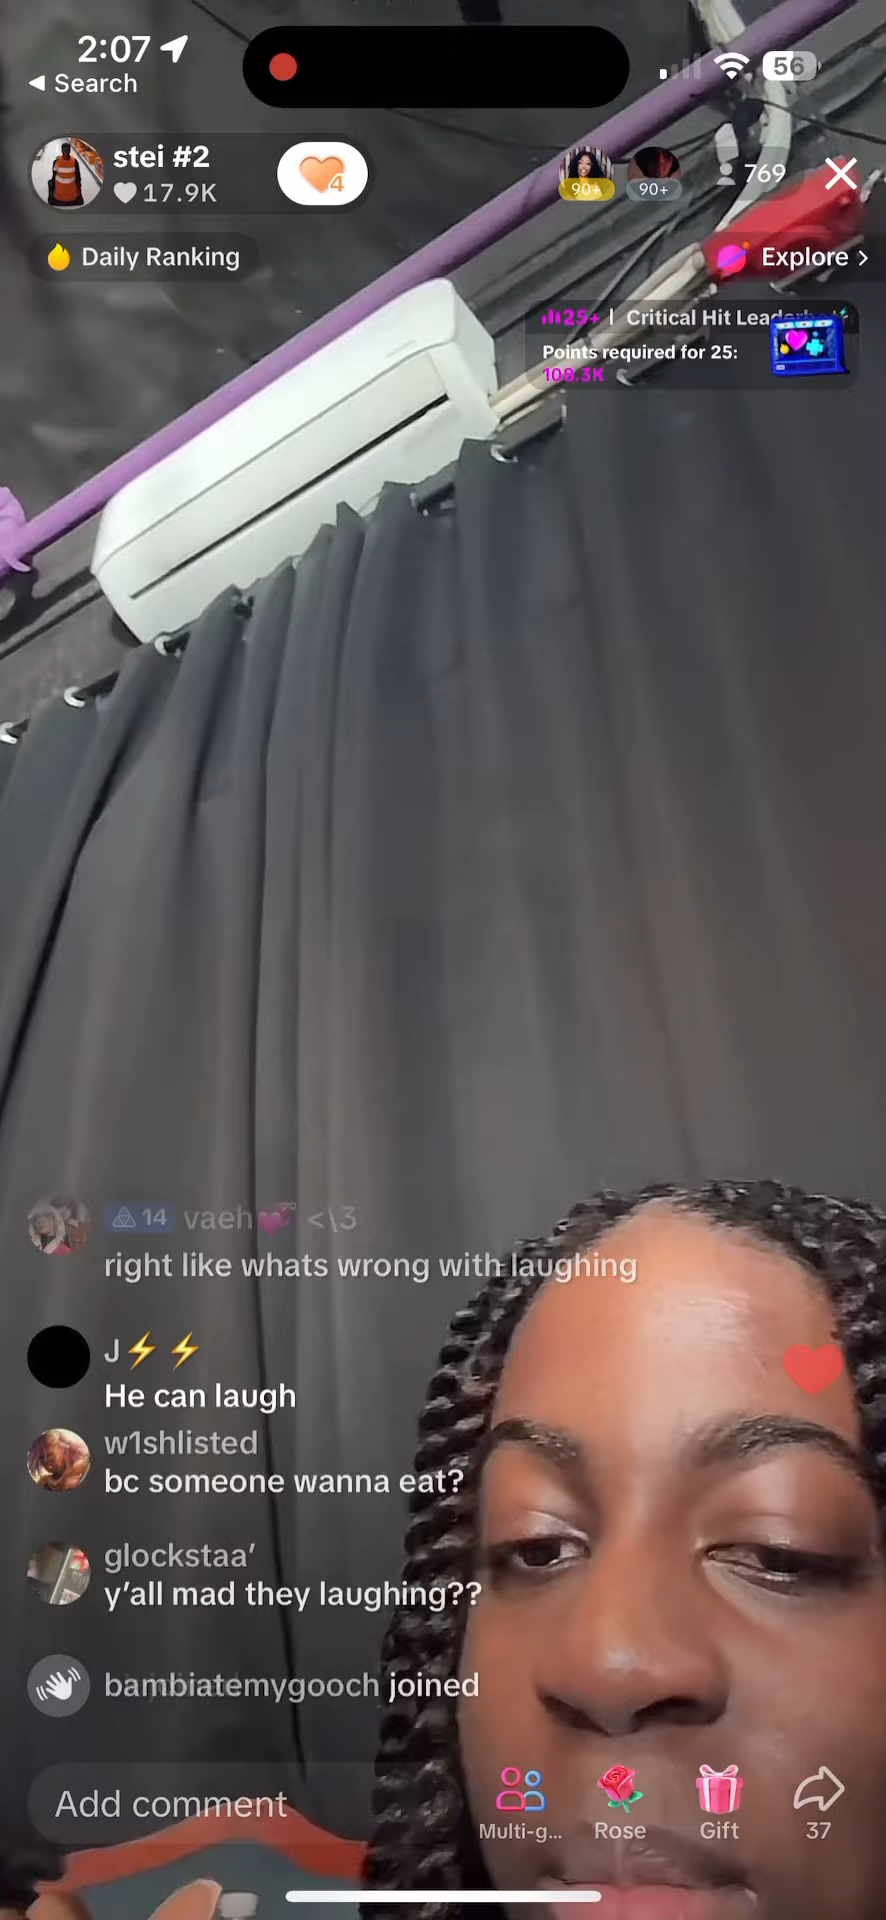 2:07
56
◀ Search
stei #2
17.9K
4
90+
90+
769
Daily Ranking
Explore >
25+ | Critical Hit
Points required for 25:
108.3K
14 vaeh💞 <\3
right like whats wrong with laughing
J⚡⚡
He can laugh
w1shlisted
bc someone wanna eat?
glockstaa’
y’all mad they laughing??
bambiatemygooch joined
Add comment
Multi-g...
Rose
Gift
37